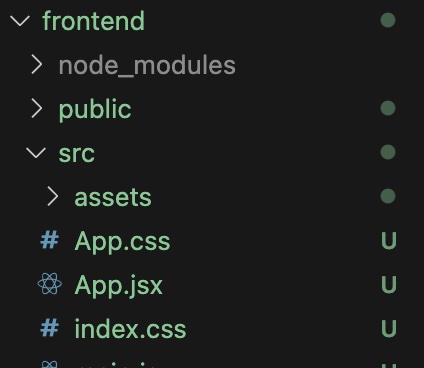 frontend
node_modules
public
src
assets
# App.css U
App.jsx U
# index.css U